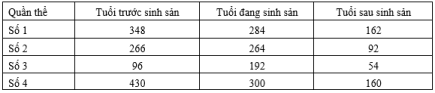 Quần thể Tuổi trước sinh sản Tuổi đang sinh sản Tuổi sau sinh sản
Số 1 348 284 162
Số 2 266 264 92
Số 3 96 192 54
Số 4 430 300 160